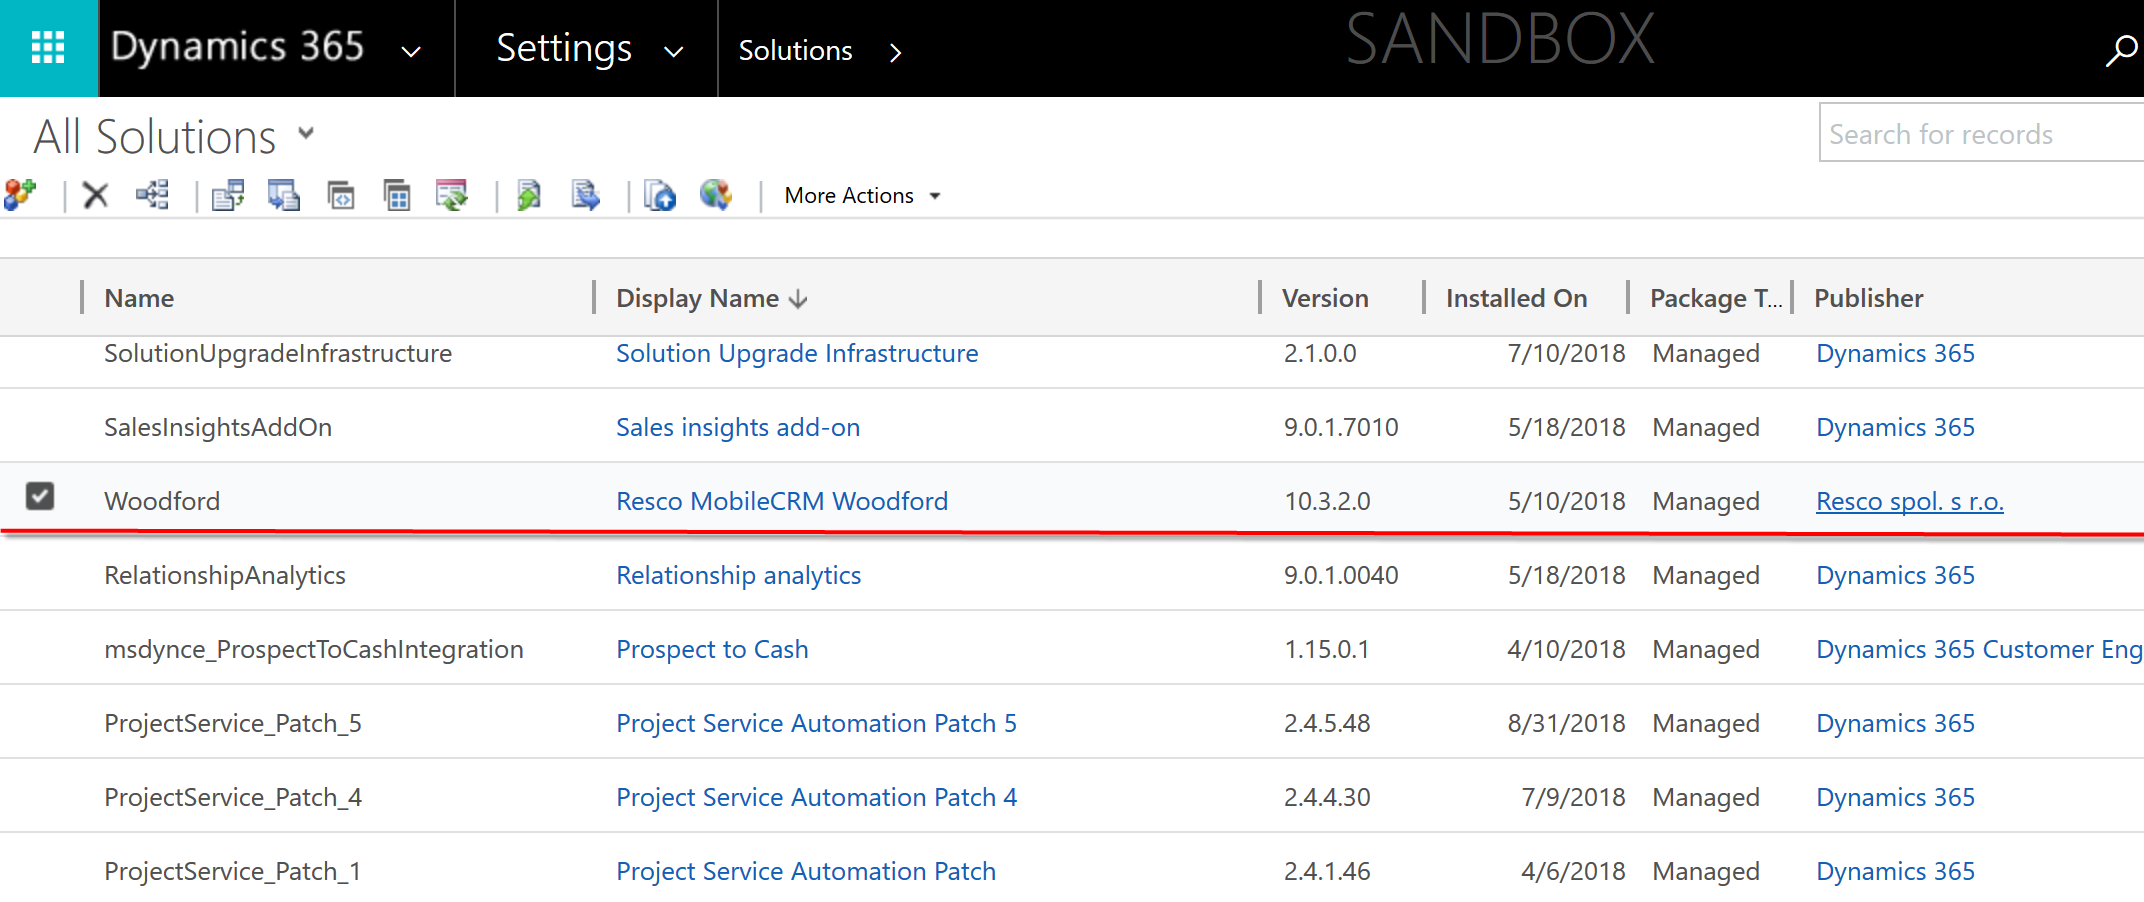 Dynamics 365 Settings Solutions SANDBOX
All Solutions Search for records
More Actions
Name Display Name Version Installed On Package T... Publisher
SolutionUpgradeInfrastructure Solution Upgrade Infrastructure 2.1.0.0 7/10/2018 Managed Dynamics 365
SalesInsightsAddOn Sales insights add-on 9.0.1.7010 5/18/2018 Managed Dynamics 365
Woodford Resco MobileCRM Woodford 10.3.2.0 5/10/2018 Managed Resco spol. s r.o.
RelationshipAnalytics Relationship analytics 9.0.1.0040 5/18/2018 Managed Dynamics 365
msdynce_ProspectToCashIntegration Prospect to Cash 1.15.0.1 4/10/2018 Managed Dynamics 365 Customer Eng
ProjectService_Patch_5 Project Service Automation Patch 5 2.4.5.48 8/31/2018 Managed Dynamics 365
ProjectService_Patch_4 Project Service Automation Patch 4 2.4.4.30 7/9/2018 Managed Dynamics 365
ProjectService_Patch_1 Project Service Automation Patch 2.4.1.46 4/6/2018 Managed Dynamics 365